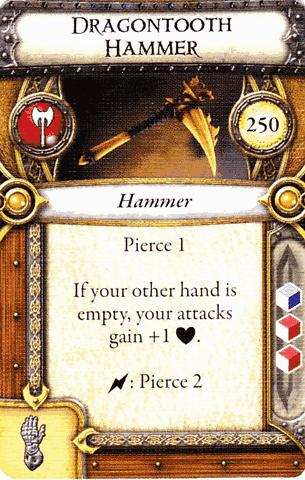 DRAGONTOOTH
HAMMER
250
Hammer
Pierce 1
If your other hand is
empty, your attacks
gain +1 ♥.
: Pierce 2